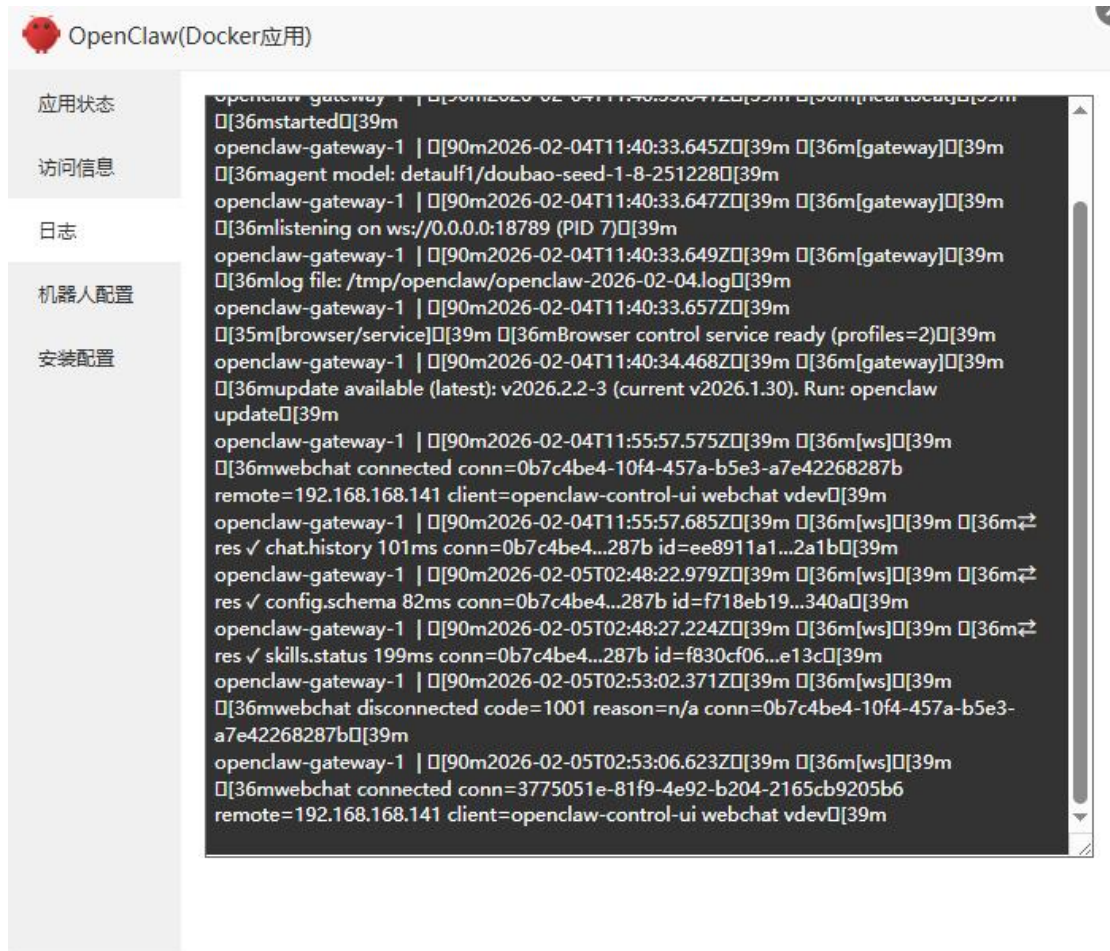 OpenClaw(Docker应用)
应用状态
访问信息
日志
机器人配置
安装配置
openclaw-gateway-1 | □[90m2026-02-04T11:40:33.641Z□[39m □[36m[heartbeat]□[39m
□[36mstarted□[39m
openclaw-gateway-1 | □[90m2026-02-04T11:40:33.645Z□[39m □[36m[gateway]□[39m
□[36magent model: detaulf1/doubao-seed-1-8-251228□[39m
openclaw-gateway-1 | □[90m2026-02-04T11:40:33.647Z□[39m □[36m[gateway]□[39m
□[36mlistening on ws://0.0.0.0:18789 (PID 7)□[39m
openclaw-gateway-1 | □[90m2026-02-04T11:40:33.649Z□[39m □[36m[gateway]□[39m
□[36mlog file: /tmp/openclaw/openclaw-2026-02-04.log□[39m
openclaw-gateway-1 | □[90m2026-02-04T11:40:33.657Z□[39m
□[35m[browser/service]□[39m □[36mBrowser control service ready (profiles=2)□[39m
openclaw-gateway-1 | □[90m2026-02-04T11:40:34.468Z□[39m □[36m[gateway]□[39m
□[36mupdate available (latest): v2026.2.2-3 (current v2026.1.30). Run: openclaw
update□[39m
openclaw-gateway-1 | □[90m2026-02-04T11:55:57.575Z□[39m □[36m[ws]□[39m
□[36mwebchat connected conn=0b7c4be4-10f4-457a-b5e3-a7e42268287b
remote=192.168.168.141 client=openclaw-control-ui webchat vdev□[39m
openclaw-gateway-1 | □[90m2026-02-04T11:55:57.685Z□[39m □[36m[ws]□[39m □[36m⇄
res ✓ chat.history 101ms conn=0b7c4be4...287b id=ee8911a1...2a1b□[39m
openclaw-gateway-1 | □[90m2026-02-05T02:48:22.979Z□[39m □[36m[ws]□[39m □[36m⇄
res ✓ config.schema 82ms conn=0b7c4be4...287b id=f718eb19...340a□[39m
openclaw-gateway-1 | □[90m2026-02-05T02:48:27.224Z□[39m □[36m[ws]□[39m □[36m⇄
res ✓ skills.status 199ms conn=0b7c4be4...287b id=f830cf06...e13c□[39m
openclaw-gateway-1 | □[90m2026-02-05T02:53:02.371Z□[39m □[36m[ws]□[39m
□[36mwebchat disconnected code=1001 reason=n/a conn=0b7c4be4-10f4-457a-b5e3-
a7e42268287b□[39m
openclaw-gateway-1 | □[90m2026-02-05T02:53:06.623Z□[39m □[36m[ws]□[39m
□[36mwebchat connected conn=3775051e-81f9-4e92-b204-2165cb9205b6
remote=192.168.168.141 client=openclaw-control-ui webchat vdev□[39m